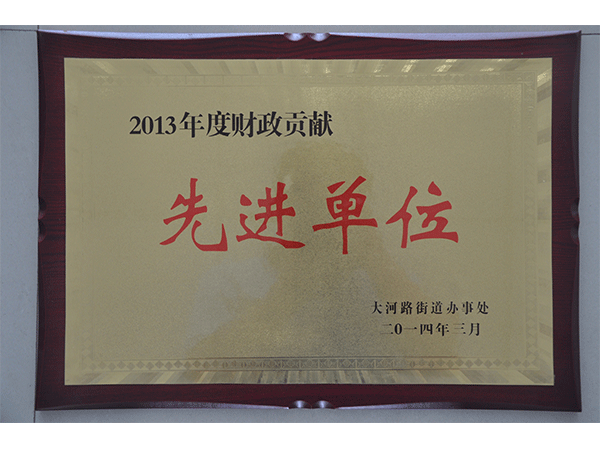 2013年度财政贡献
先进单位
大河路街道办事处
二〇一四年三月